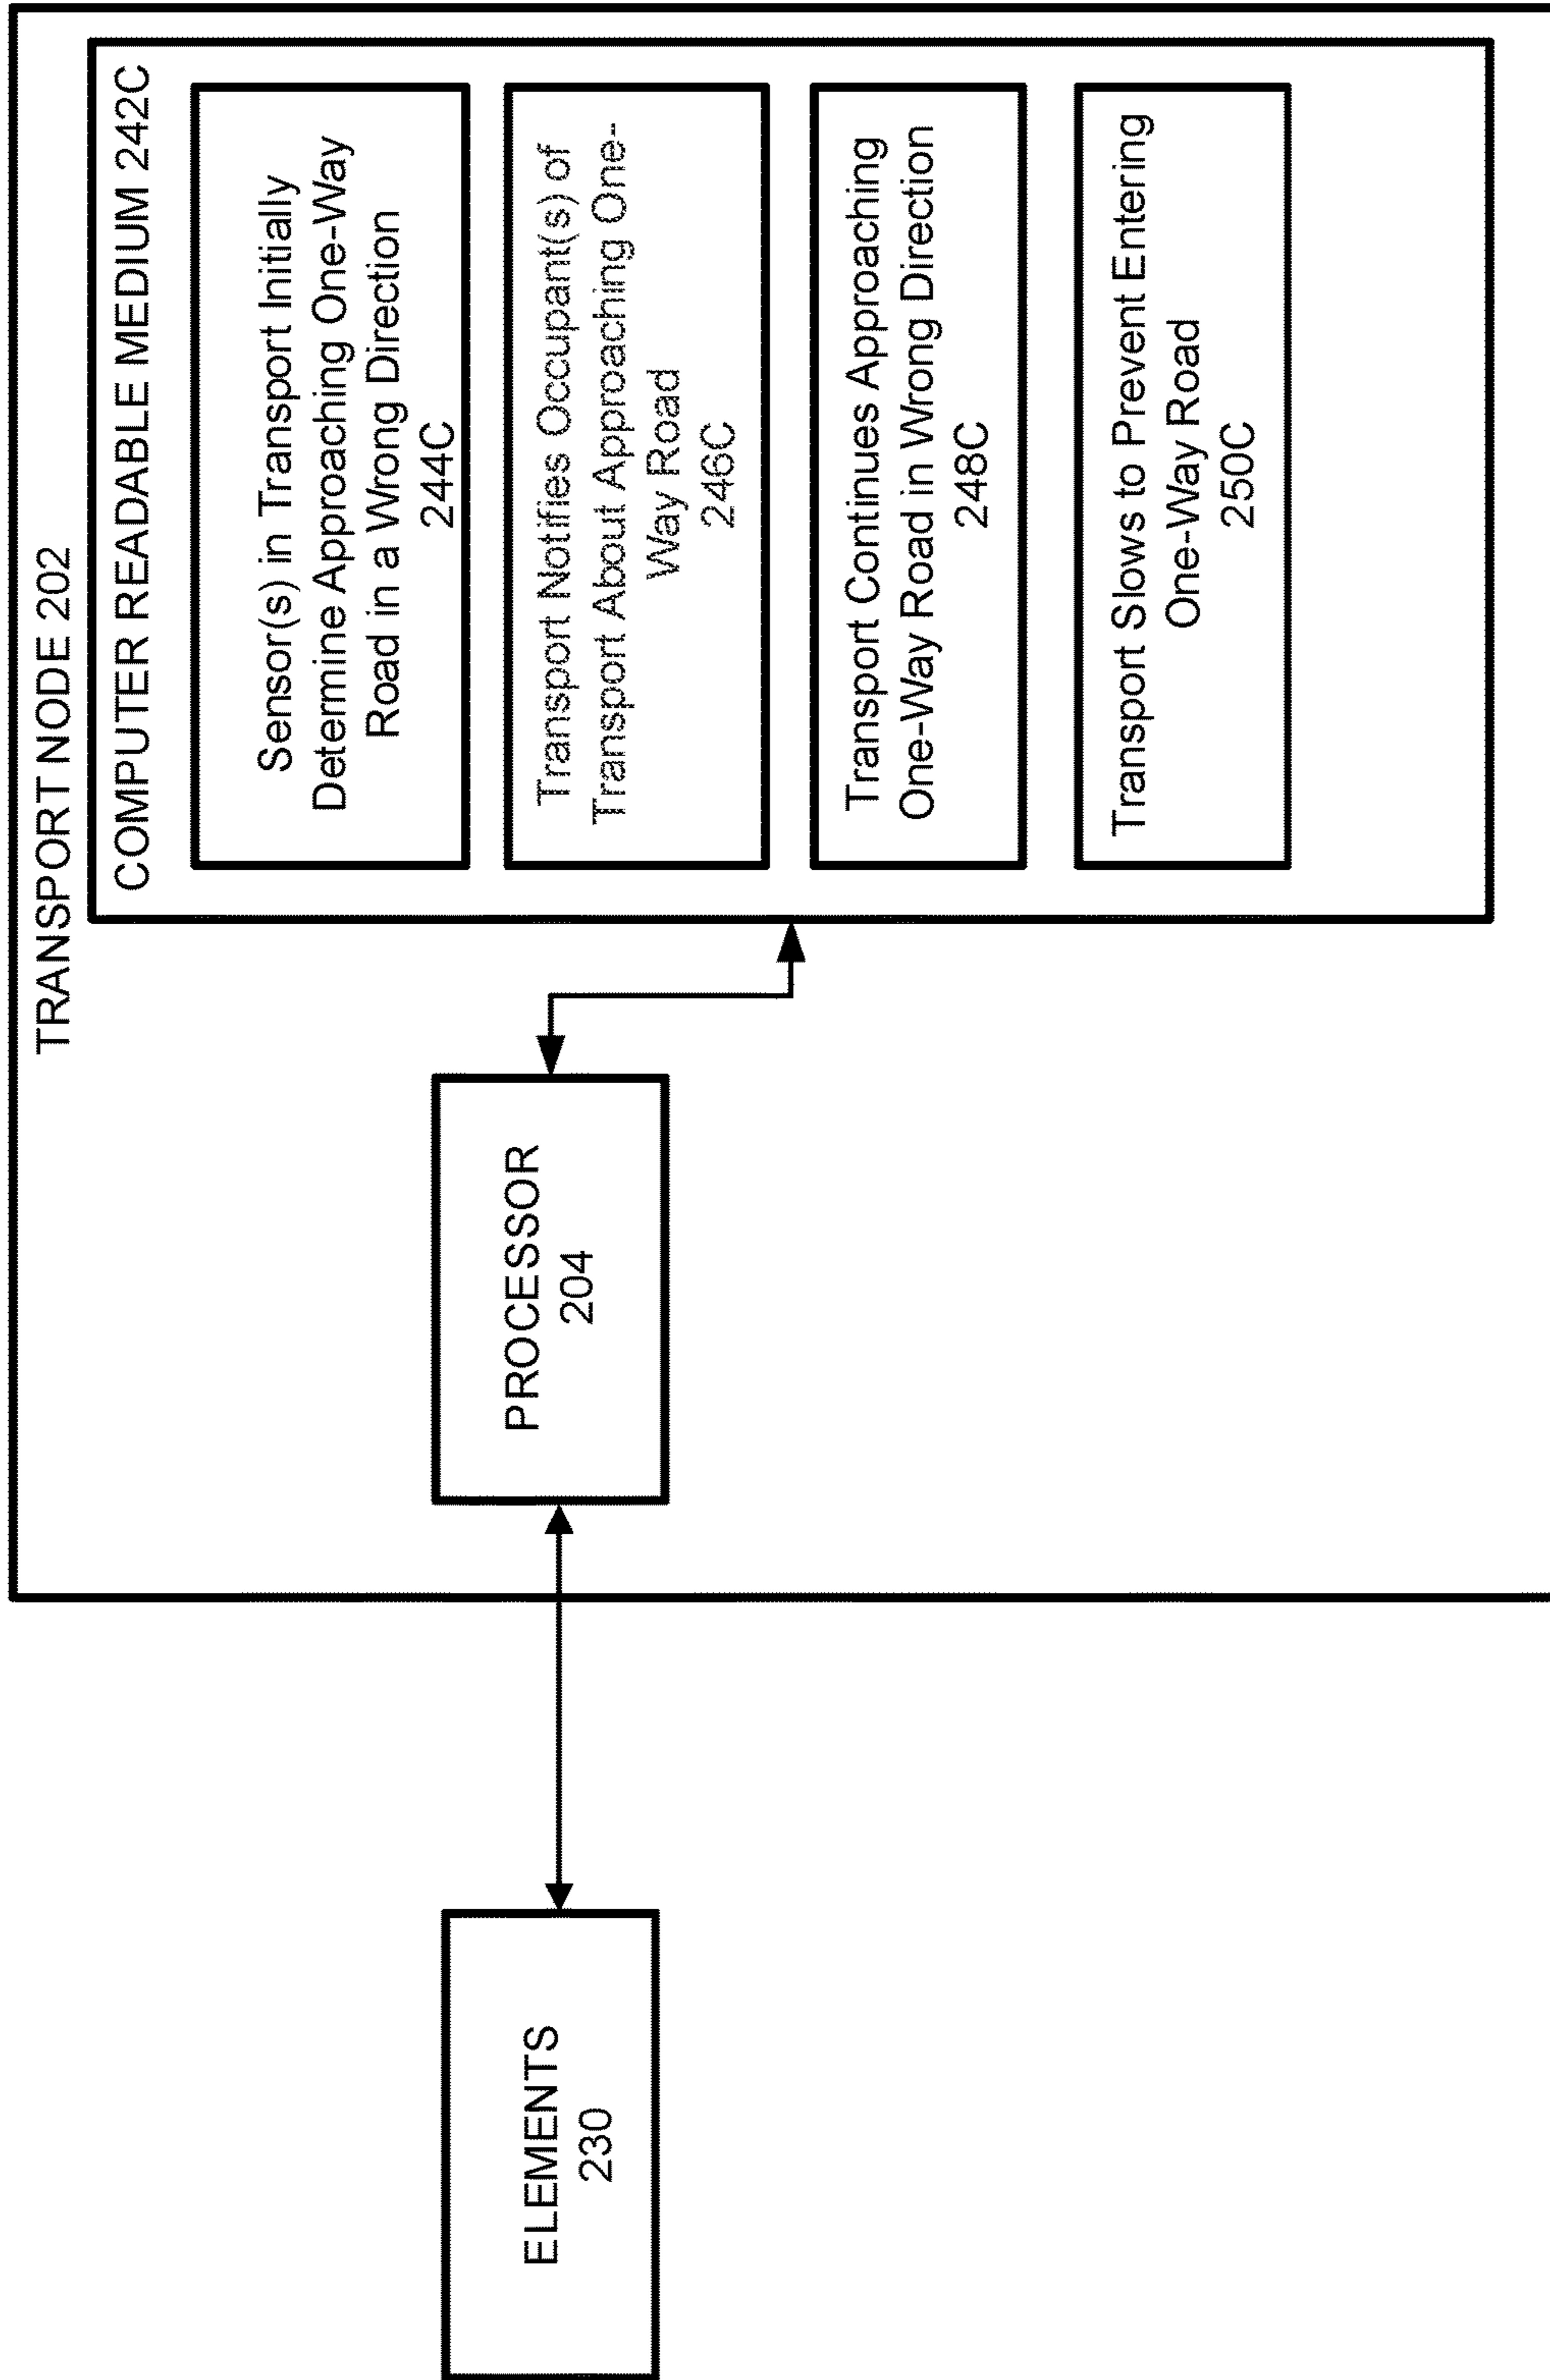 TRANSPORT NODE 202
COMPUTER READABLE MEDIUM 242C
Sensor(s) in Transport Initially
Determine Approaching One-Way
Road in a Wrong Direction
244C
Transport Notifies Occupant(s) of
Transport About Approaching One-
Way Road
246C
Transport Continues Approaching
One-Way Road in Wrong Direction
248C
Transport Slows to Prevent Entering
One-Way Road
250C
PROCESSOR
204
ELEMENTS
230